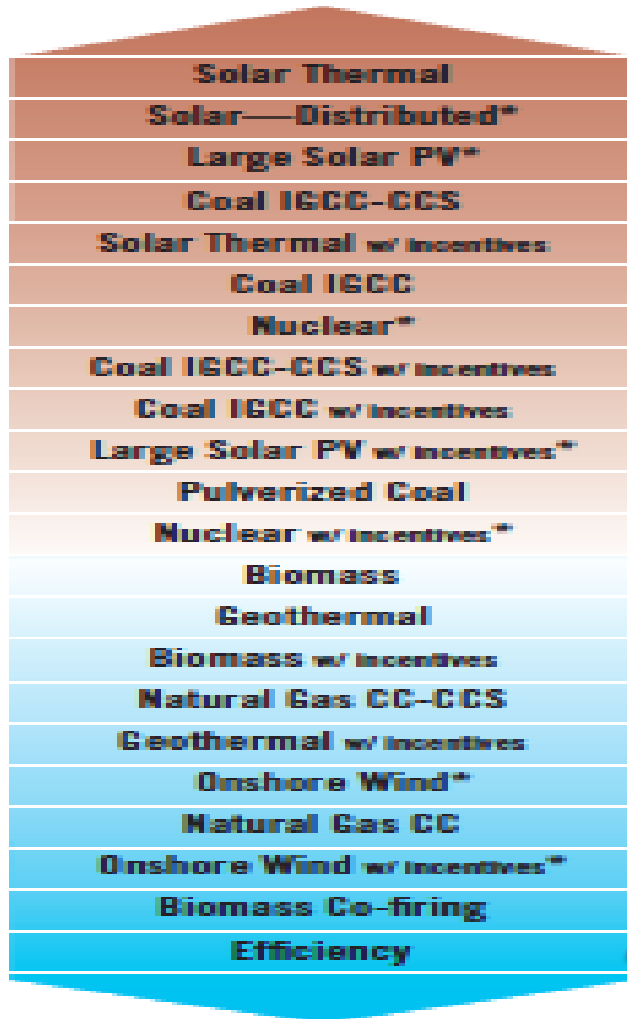 Solar Thermal
Solar—Distributed*
Large Solar PV*
Coal IGCC-CCS
Solar Thermal w/ incentives
Coal IGCC
Nuclear*
Coal IGCC-CCS w/ incentives
Coal IGCC w/ incentives
Large Solar PV w/ incentives*
Pulverized Coal
Nuclear w/ incentives*
Biomass
Geothermal
Biomass w/ incentives
Natural Gas CC-CCS
Geothermal w/ incentives
Onshore Wind*
Natural Gas CC
Onshore Wind w/ incentives*
Biomass Co-firing
Efficiency